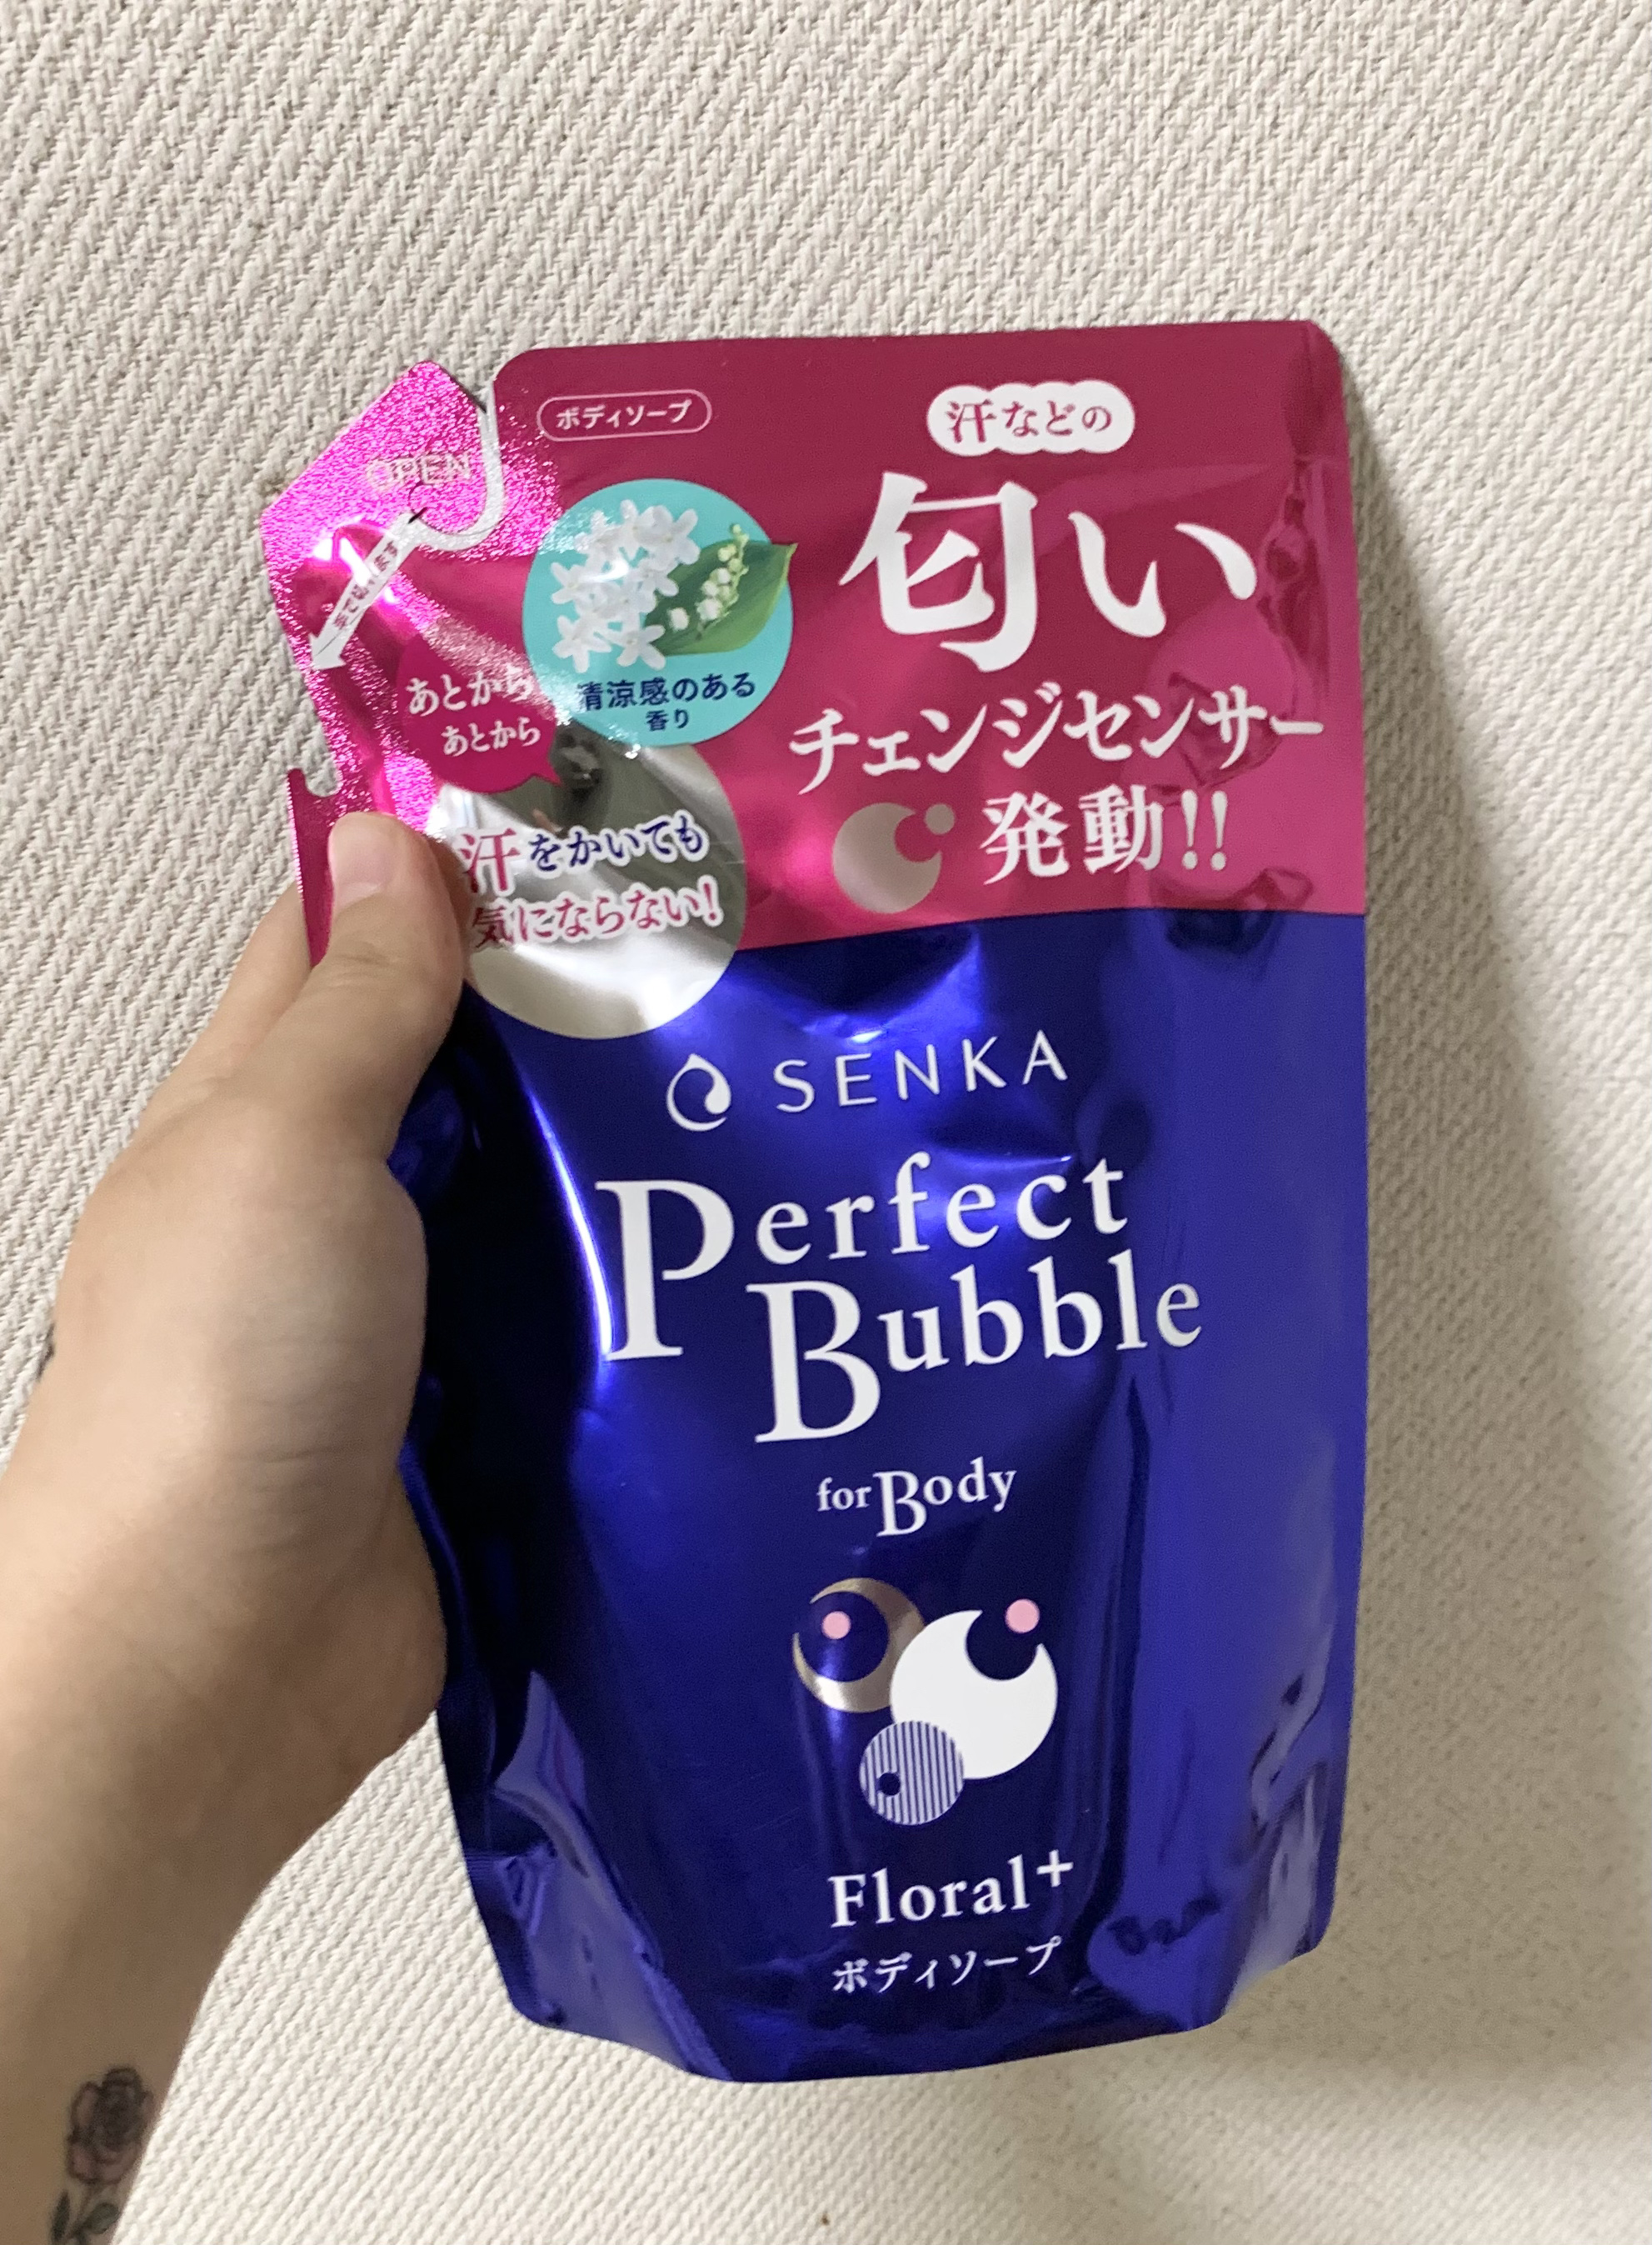 ボディソープ
汗などの
匂い
チェンジセンサー
発動!!
OPEN
清涼感のある
香り
あとから
あとから
汗をかいても
気にならない!
SENKA
Perfect
Bubble
for Body
Floral+
ボディソープ